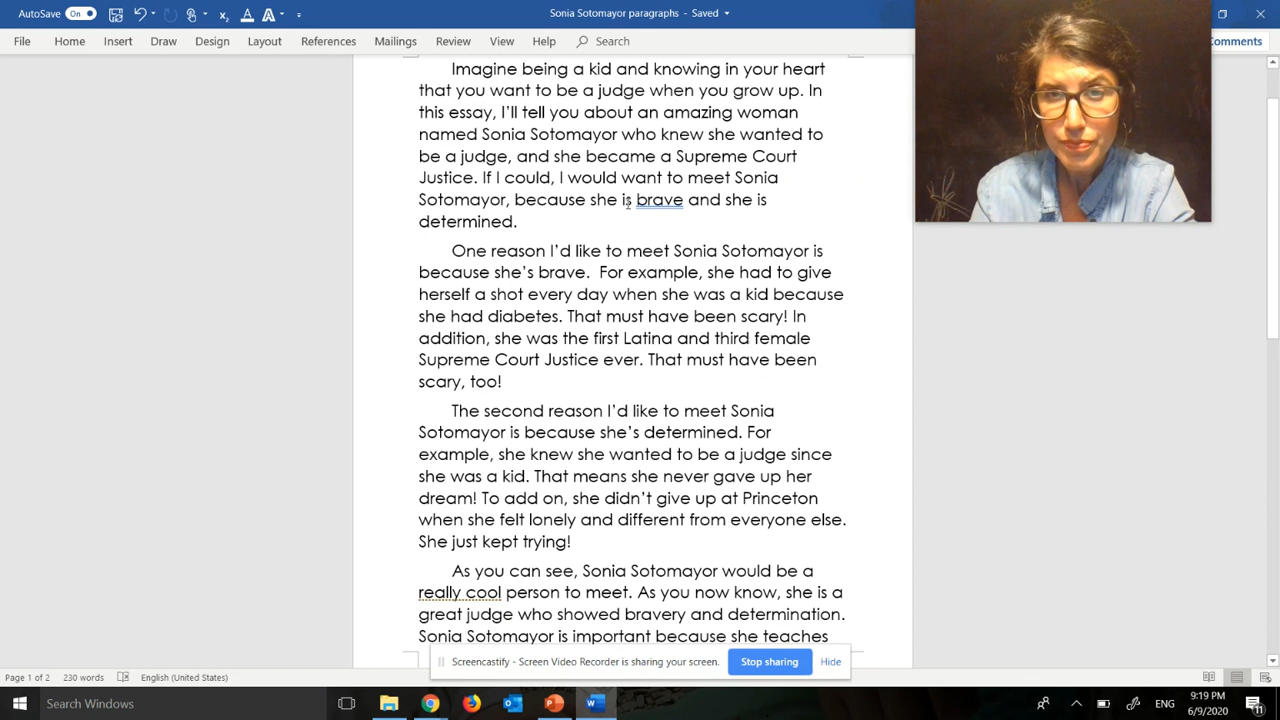 AutoSave On
Sonia Sotomayor paragraphs - Saved
File Home Insert Draw Design Layout References Mailings Review View Help Search
Comments
Imagine being a kid and knowing in your heart
that you want to be a judge when you grow up. In
this essay, I'll tell you about an amazing woman
named Sonia Sotomayor who knew she wanted to
be a judge, and she became a Supreme Court
Justice. If I could, I would want to meet Sonia
Sotomayor, because she is brave and she is
determined.
One reason I'd like to meet Sonia Sotomayor is
because she's brave.  For example, she had to give
herself a shot every day when she was a kid because
she had diabetes. That must have been scary! In
addition, she was the first Latina and third female
Supreme Court Justice ever. That must have been
scary, too!
The second reason I'd like to meet Sonia
Sotomayor is because she's determined. For
example, she knew she wanted to be a judge since
she was a kid. That means she never gave up her
dream! To add on, she didn't give up at Princeton
when she felt lonely and different from everyone else.
She just kept trying!
As you can see, Sonia Sotomayor would be a
really cool person to meet. As you now know, she is a
great judge who showed bravery and determination.
Sonia Sotomayor is important because she teaches
Screencastify - Screen Video Recorder is sharing your screen.
Stop sharing
Hide
Page 1 of 2
230 words
English (United States)
Search Windows
ENG
9:19 PM
6/9/2020
11